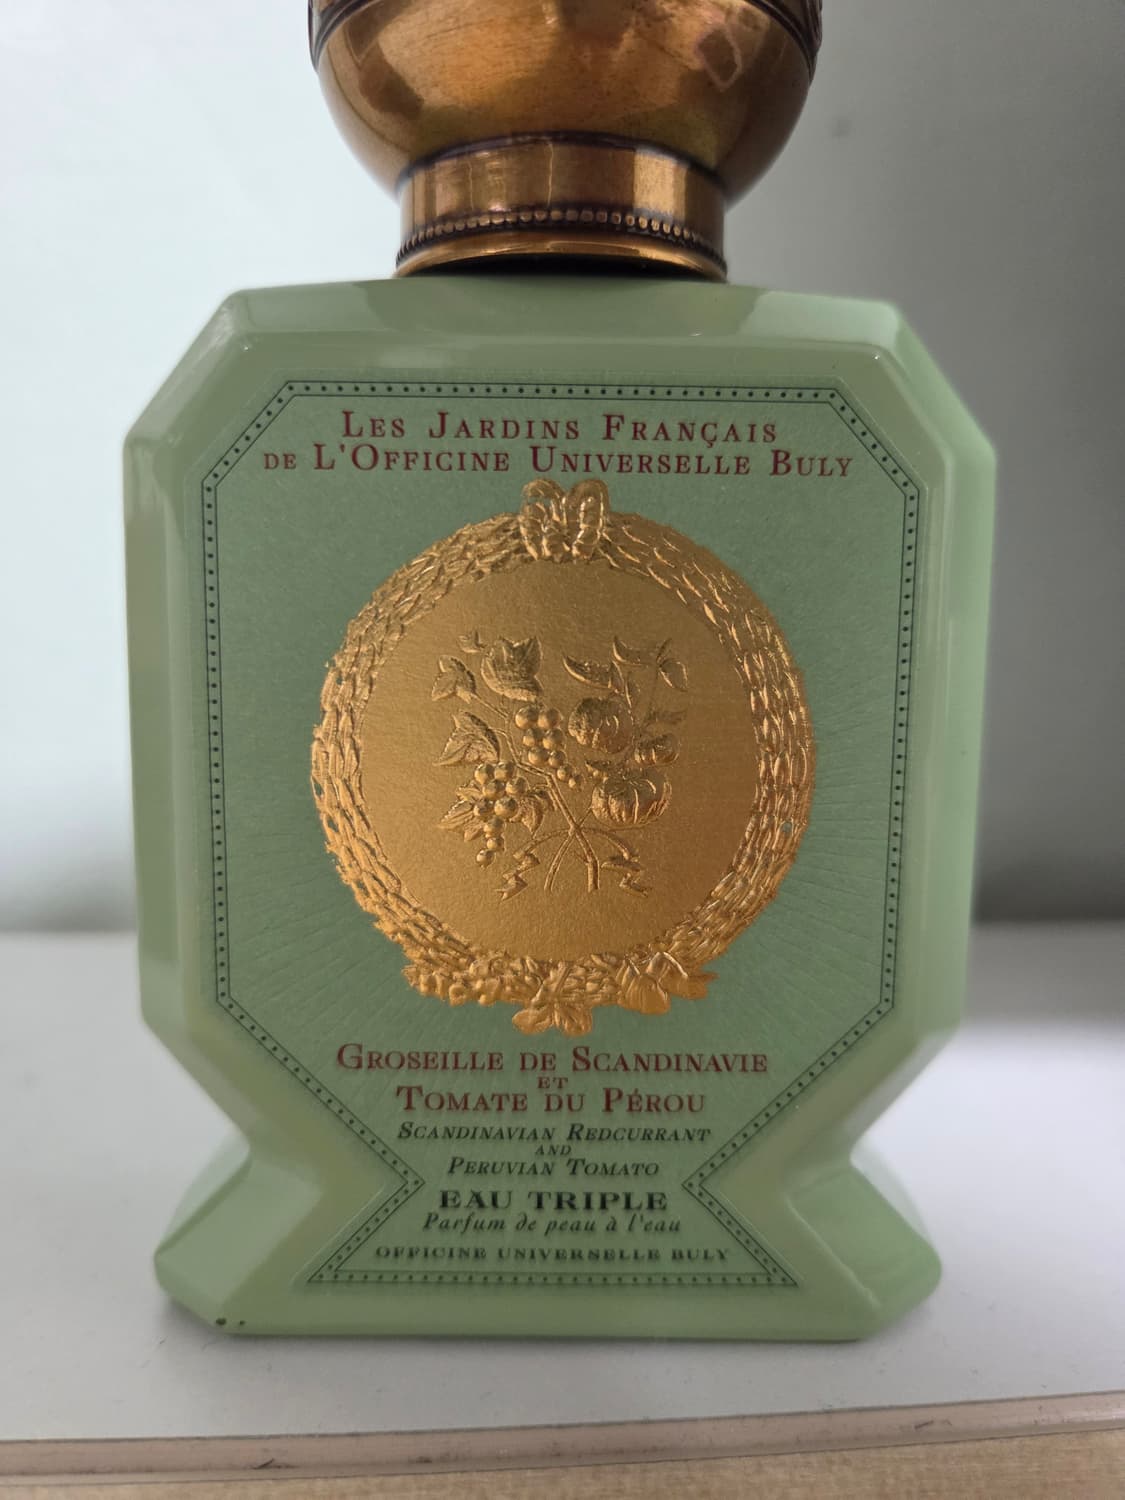 LES JARDINS FRANÇAIS
DE L'OFFICINE UNIVERSELLE BULY
GROSEILLE DE SCANDINAVIE
ET
TOMATE DU PÉROU
SCANDINAVIAN REDCURRANT
AND
PERUVIAN TOMATO
EAU TRIPLE
Parfum de peau à l'eau
OFFICINE UNIVERSELLE BULY